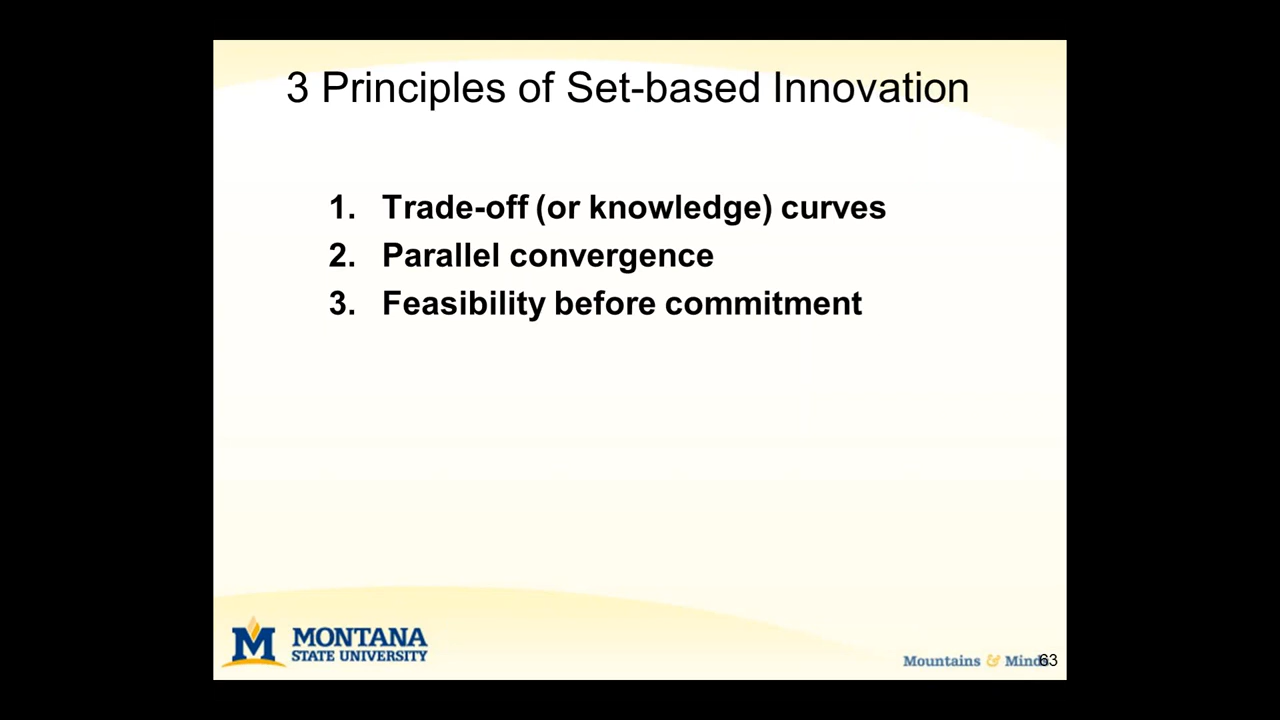 3 Principles of Set-based Innovation
1. Trade-off (or knowledge) curves
2. Parallel convergence
3. Feasibility before commitment
M MONTANA
STATE UNIVERSITY
Mountains & Minds
63